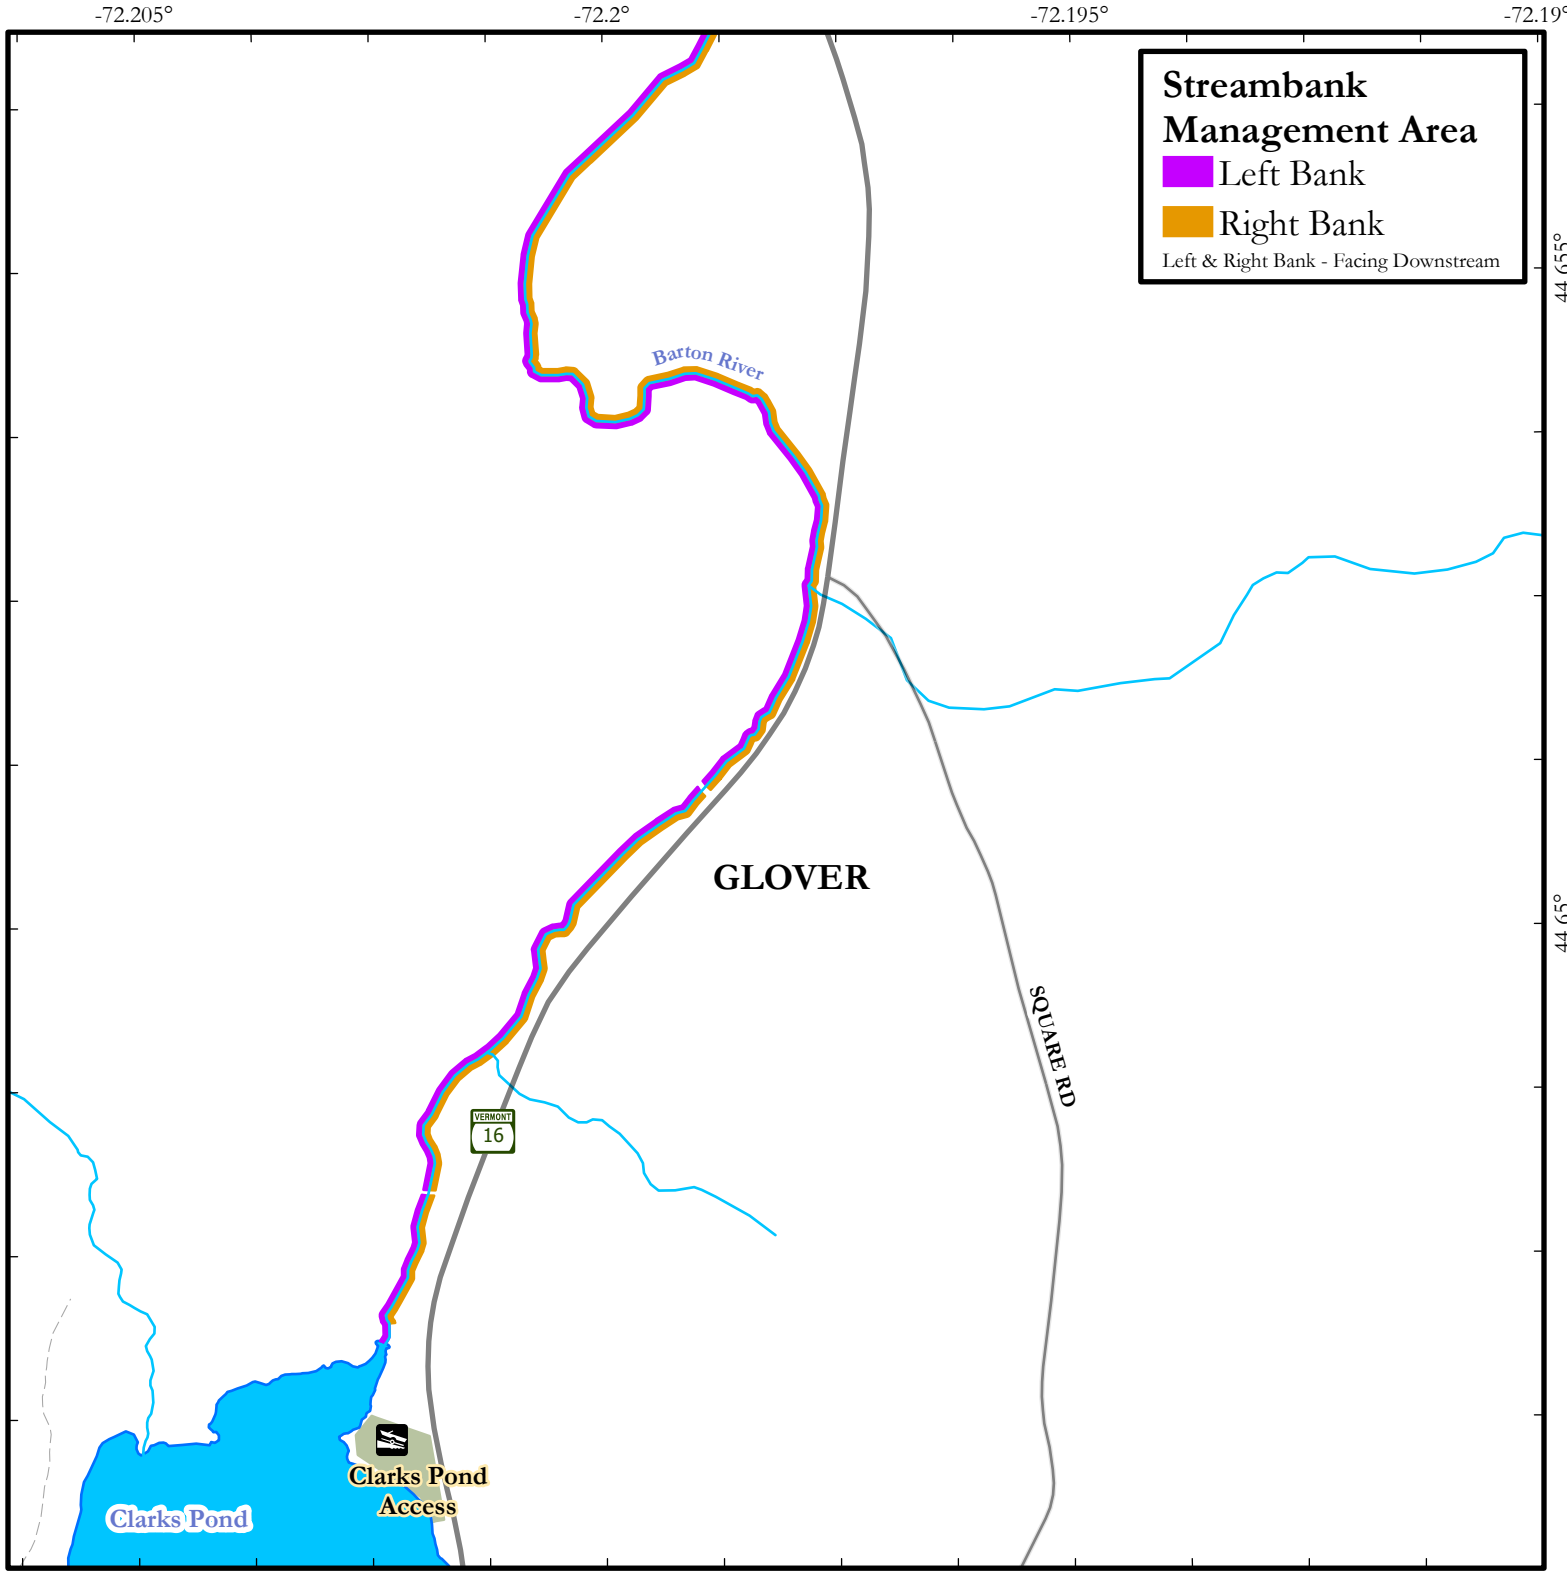 -72.205°
-72.2°
-72.195°
-72.19°
Streambank
Management Area
Left Bank
Right Bank
Left & Right Bank - Facing Downstream
44.655°
Barton River
GLOVER
44.65°
SQUARE RD
VERMONT
16
Clarks Pond
Access
Clarks Pond